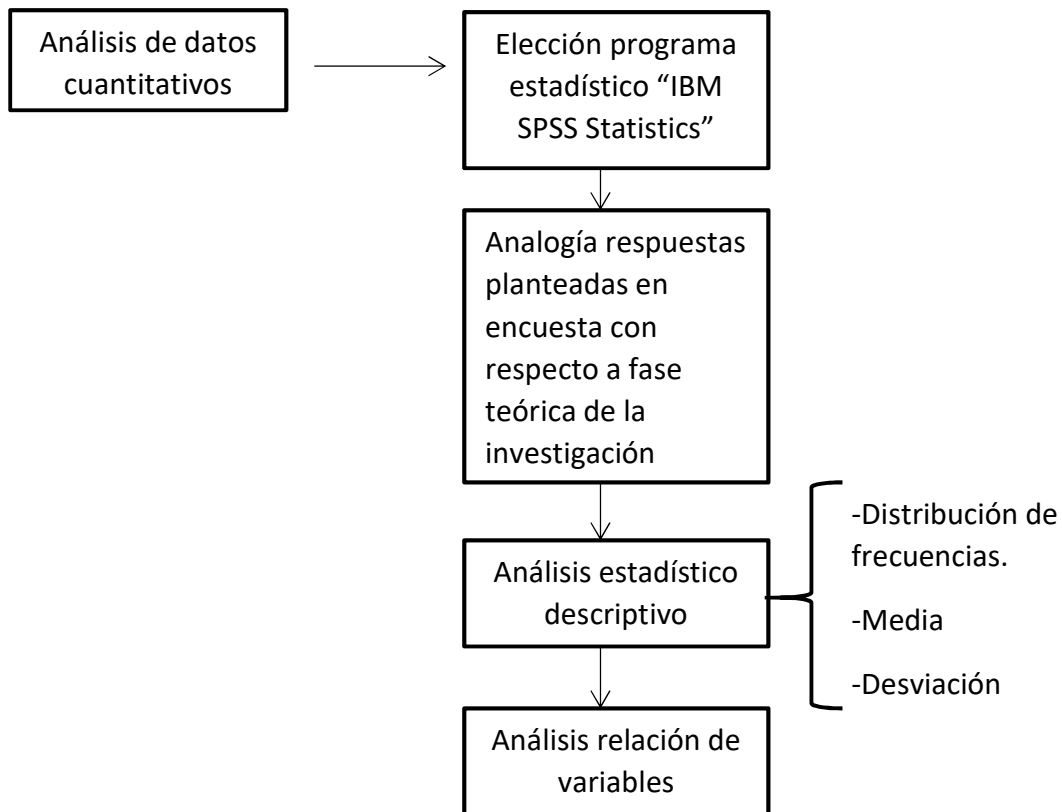 Análisis de datos
cuantitativos
Elección programa
estadístico “IBM
SPSS Statistics”
Analogía respuestas
planteadas en
encuesta con
respecto a fase
teórica de la
investigación
Análisis estadístico
descriptivo
-Distribución de
frecuencias.
-Media
-Desviación
Análisis relación de
variables